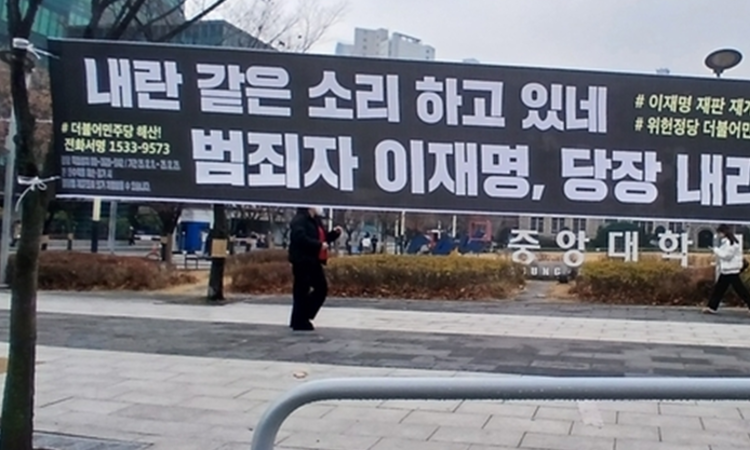 내란 같은 소리 하고 있네
범죄자 이재명, 당장 내려
# 더불어민주당 해산!
전화서명 1533-9573
# 이재명 재판 재
# 위헌정당 더불어민
중앙대학